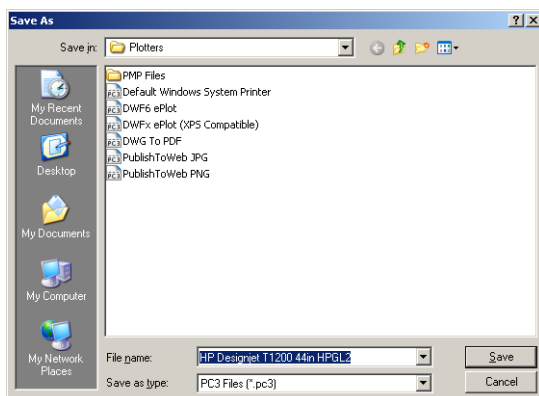 Save As
Save in:
Plotters
My Recent
Documents
Desktop
My Documents
My Computer
My Network
Places
PMP Files
Default Windows System Printer
DWF6 ePlot
DWFx ePlot (XPS Compatible)
DWG To PDF
PublishToWeb JPG
PublishToWeb PNG
File name:
HP Designjet T1200 44in HPGL2
Save
Save as type:
PC3 Files (*.pc3)
Cancel